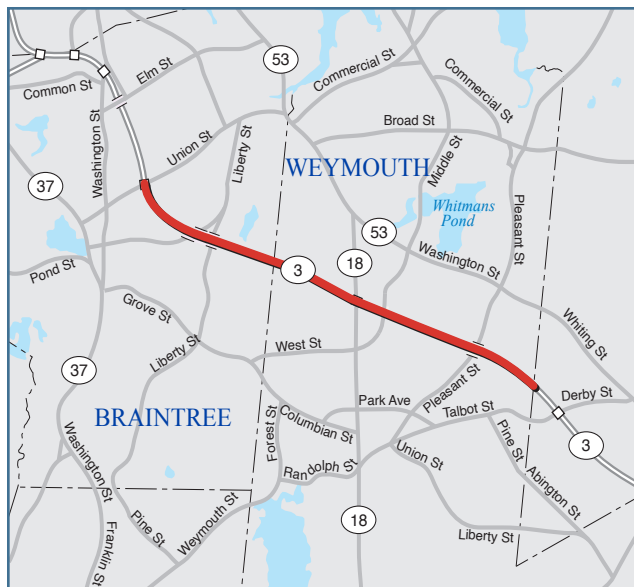 53
Elm St
Commercial St
Common St
Commercial St
Washington St
Broad St
Union St
Liberty St
Middle St
WEYMOUTH
37
Whitmans
Pond
Pleasant St
53
Washington St
18
3
Pond St
Grove St
Whiting St
Liberty St
West St
37
Pleasant St
Derby St
Park Ave
BRAINTREE
Forest St
Columbian St
Talbot St
3
Washington St
Pine St
Abington St
Randolph St
Union St
Weymouth St
18
Pine St
Franklin St
Liberty St